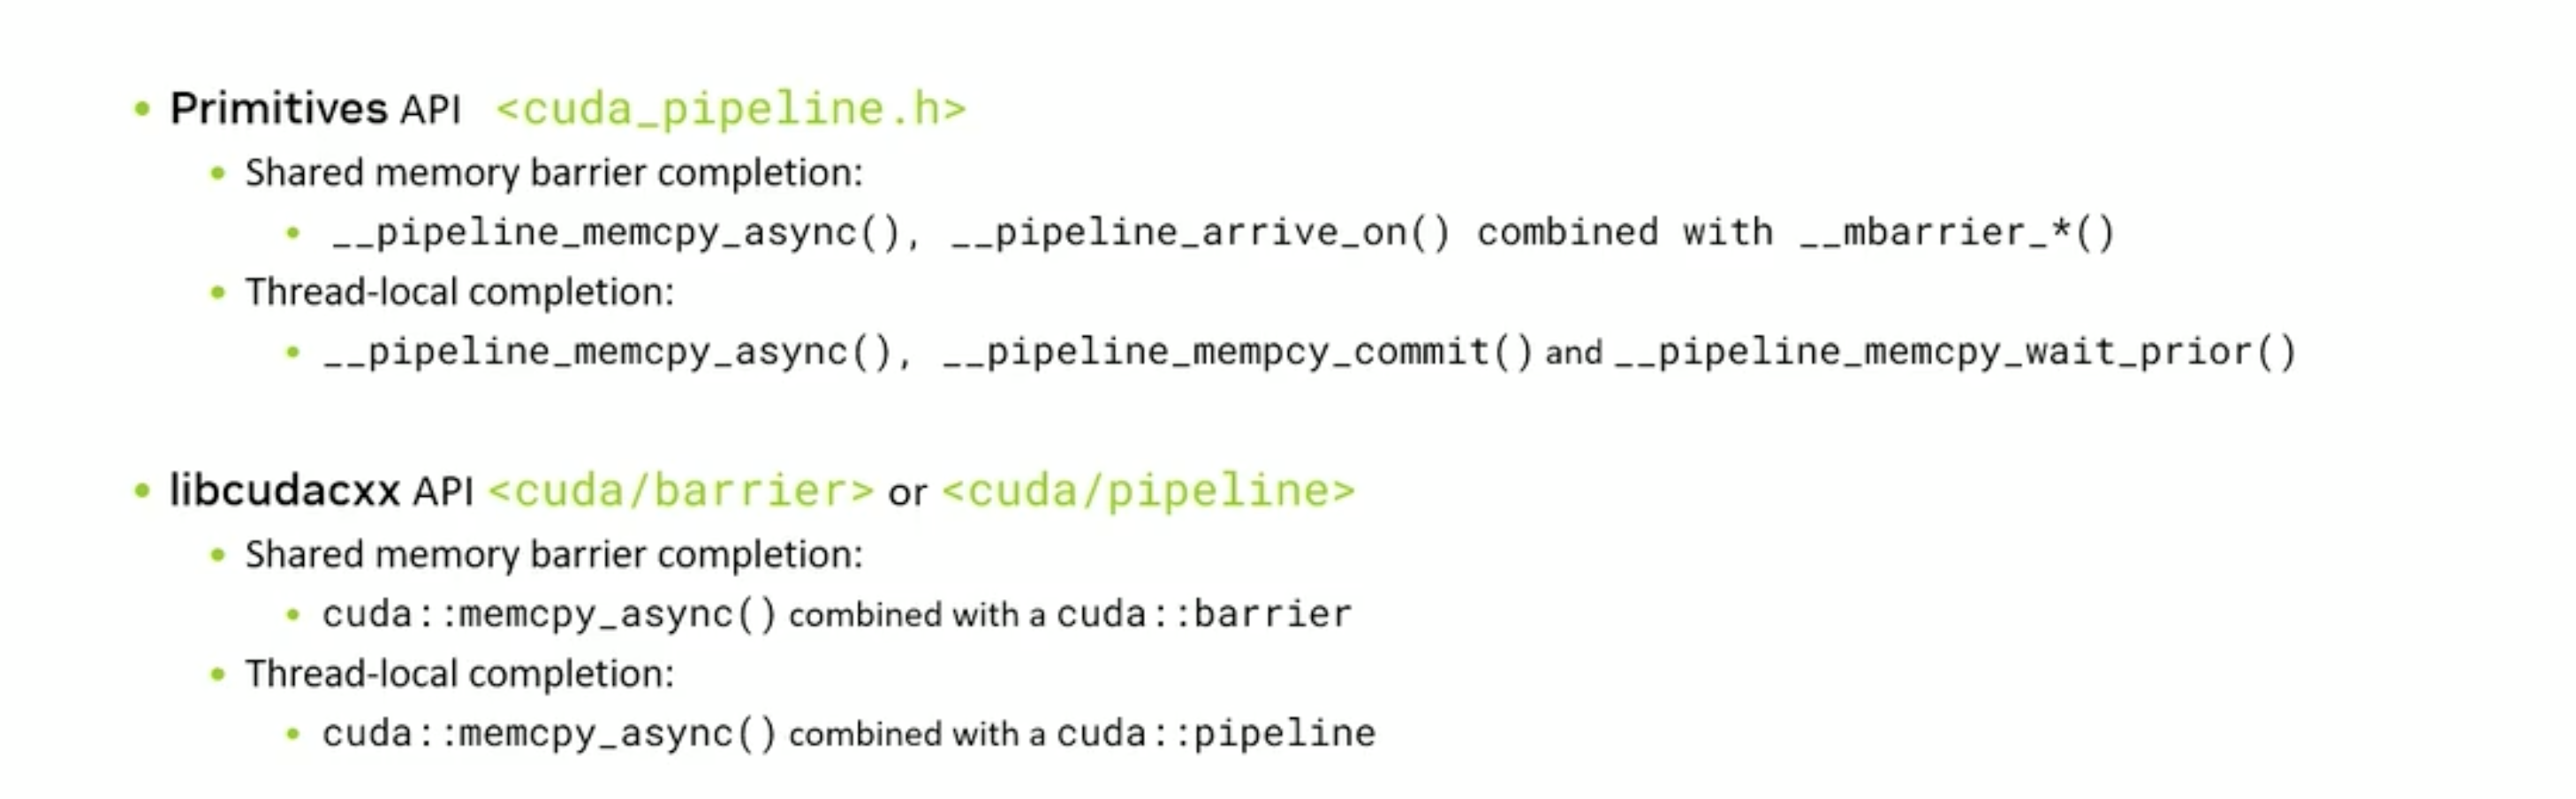 • Primitives API <cuda_pipeline.h>
• Shared memory barrier completion:
• __pipeline_memcpy_async(), __pipeline_arrive_on() combined with __mbarrier_*()
• Thread-local completion:
• __pipeline_memcpy_async(), __pipeline_mempcy_commit() and __pipeline_memcpy_wait_prior()
• libcudacxx API <cuda/barrier> or <cuda/pipeline>
• Shared memory barrier completion:
• cuda::memcpy_async() combined with a cuda::barrier
• Thread-local completion:
• cuda::memcpy_async() combined with a cuda::pipeline